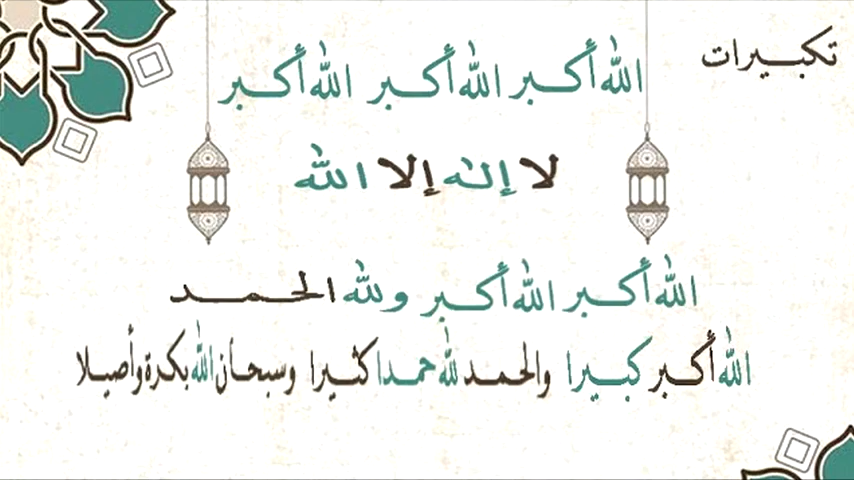 تكبيرات
الله أكبر الله أكبر الله أكبر
لا إله إلا الله
الله أكبر الله أكبر ولله الحمد
الله أكبر كبيرا والحمد لله حمدا كثيرا وسبحان الله بكرة وأصيلا